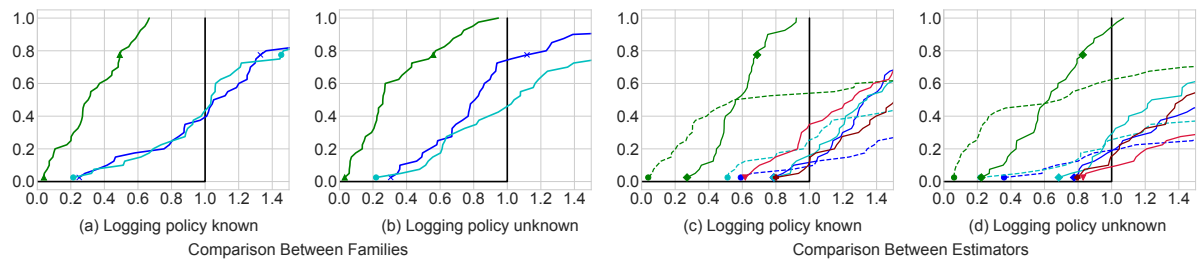 1.0 1.0 1.0 1.0
0.8 0.8 0.8 0.8
0.6 0.6 0.6 0.6
0.4 0.4 0.4 0.4
0.2 0.2 0.2 0.2
0.0 0.0 0.0 0.0
0.0 0.2 0.4 0.6 0.8 1.0 1.2 1.4 0.0 0.2 0.4 0.6 0.8 1.0 1.2 1.4 0.0 0.2 0.4 0.6 0.8 1.0 1.2 1.4 0.0 0.2 0.4 0.6 0.8 1.0 1.2 1.4
(a) Logging policy known (b) Logging policy unknown (c) Logging policy known (d) Logging policy unknown
Comparison Between Families Comparison Between Estimators